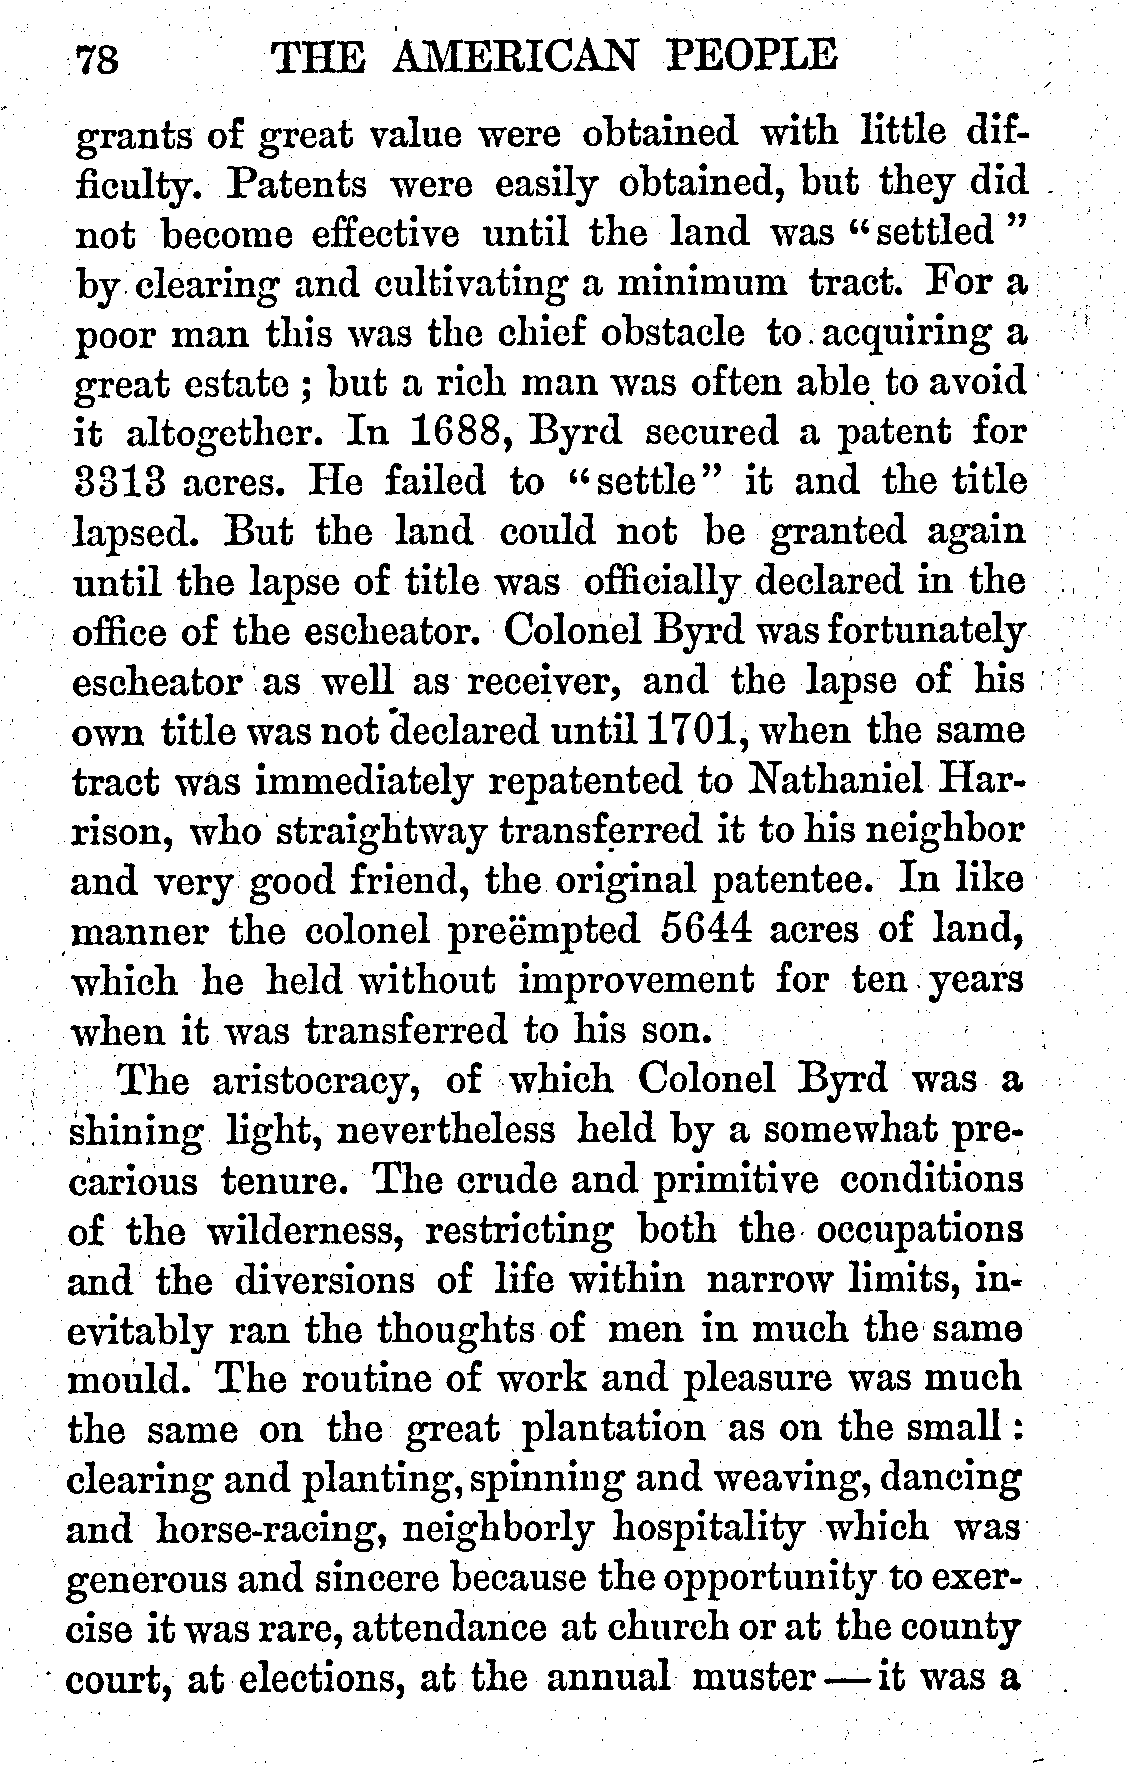 78 THE AMERICAN PEOPLE
grants of great value were obtained with little dif-
ficulty. Patents were easily obtained, but they did
not become effective until the land was “settled”
by clearing and cultivating a minimum tract. For a
poor man this was the chief obstacle to acquiring a
great estate; but a rich man was often able to avoid
it altogether. In 1688, Byrd secured a patent for
3313 acres. He failed to “settle” it and the title
lapsed. But the land could not be granted again
until the lapse of title was officially declared in the
office of the escheator. Colonel Byrd was fortunately
escheator as well as receiver, and the lapse of his
own title was not declared until 1701, when the same
tract was immediately repatented to Nathaniel Har-
rison, who straightway transferred it to his neighbor
and very good friend, the original patentee. In like
manner the colonel preëmpted 5644 acres of land,
which he held without improvement for ten years
when it was transferred to his son.
The aristocracy, of which Colonel Byrd was a
shining light, nevertheless held by a somewhat pre-
carious tenure. The crude and primitive conditions
of the wilderness, restricting both the occupations
and the diversions of life within narrow limits, in-
evitably ran the thoughts of men in much the same
mould. The routine of work and pleasure was much
the same on the great plantation as on the small:
clearing and planting, spinning and weaving, dancing
and horse-racing, neighborly hospitality which was
generous and sincere because the opportunity to exer-
cise it was rare, attendance at church or at the county
court, at elections, at the annual muster—it was a